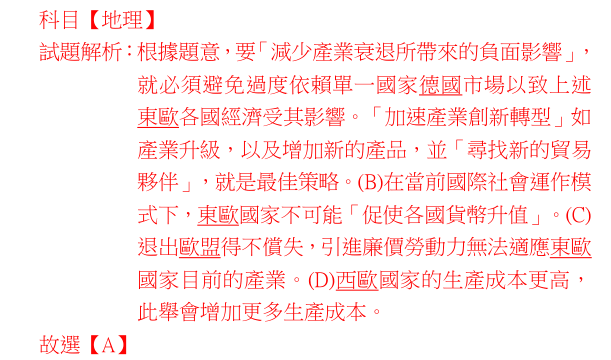 科目【地理】
試題解析：根據題意，要「減少產業衰退所帶來的負面影響」，
就必須避免過度依賴單一國家德國市場以致上述
東歐各國經濟受其影響。「加速產業創新轉型」如
產業升級，以及增加新的產品，並「尋找新的貿易
夥伴」，就是最佳策略。(B)在當前國際社會運作模
式下，東歐國家不可能「促使各國貨幣升值」。(C)
退出歐盟得不償失，引進廉價勞動力無法適應東歐
國家目前的產業。(D)西歐國家的生產成本更高，
此舉會增加更多生產成本。
故選【A】